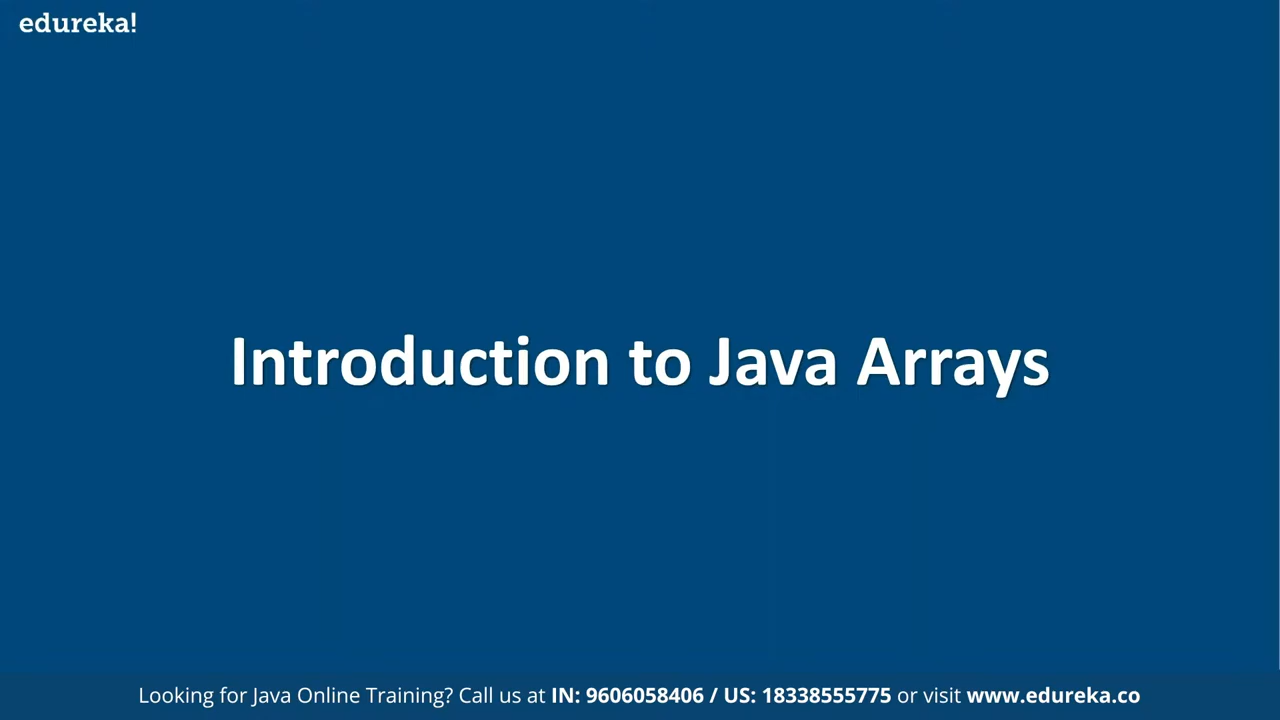 edureka!
Introduction to Java Arrays
Looking for Java Online Training? Call us at IN: 9606058406 / US: 18338555775 or visit www.edureka.co